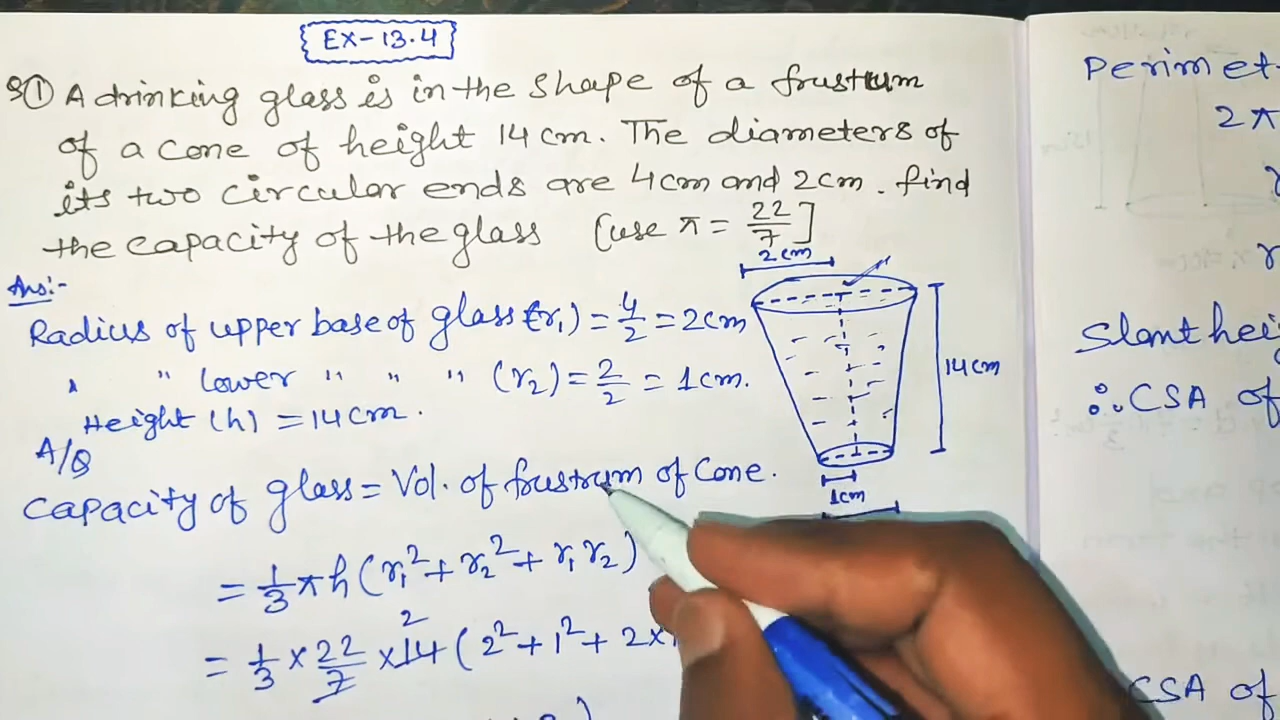 EX-13.4
Q① A drinking glass is in the shape of a frustum
of a cone of height 14 cm. The diameters of
its two circular ends are 4cm and 2cm. find
the capacity of the glass [use π = 22/7]
Ans:-
Radius of upper base of glass (r₁) = 4/2 = 2cm
" " lower " " " (r₂) = 2/2 = 1cm.
Height (h) = 14cm.
A/Q
Capacity of glass = Vol. of frustrum of Cone.
= 1/3 π h (r₁² + r₂² + r₁ r₂)
= 1/3 × 22/7 × 14 2 (2² + 1² + 2×
2cm
14cm
1cm
Perimet
2π
r
Slant hei
∴ CSA of
CSA of